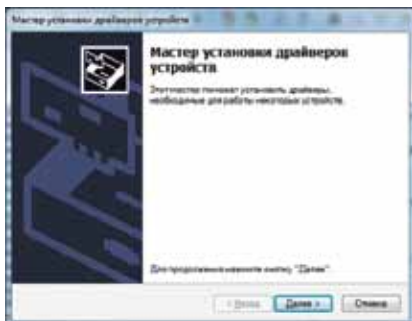 Мастер установки драйверов устройств
Мастер установки драйверов
устройств
Этот мастер поможет установить драйверы,
необходимые для работы некоторых устройств.
Для продолжения нажмите кнопку "Далее"
< Назад
Далее >
Отмена